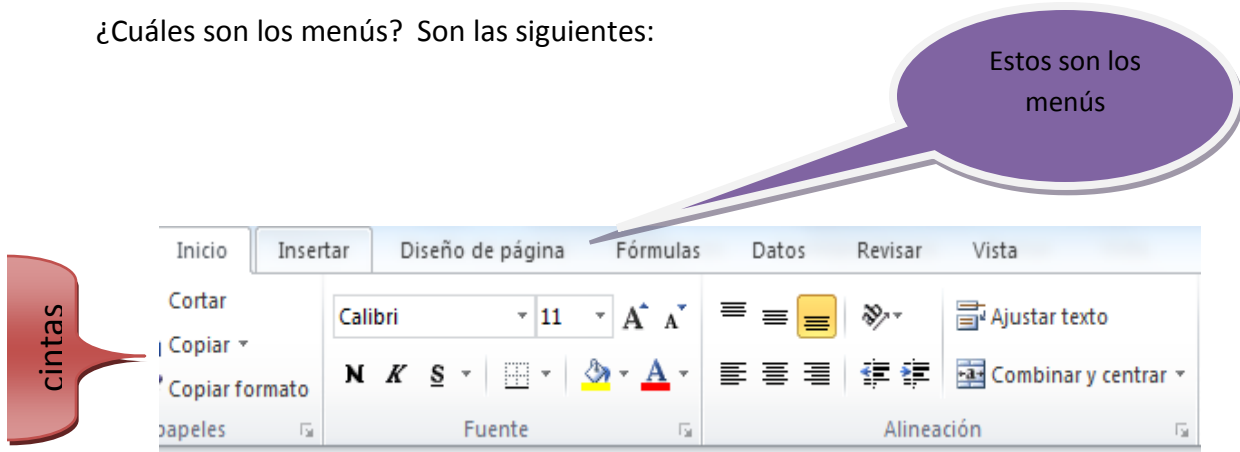 ¿Cuáles son los menús? Son las siguientes:
Estos son los
menús
Inicio Insertar Diseño de página Fórmulas Datos Revisar Vista
cintas
Cortar
Copiar
Copiar formato
papeles
Calibri 11 A A
N K S A
Fuente
Ajustar texto
Combinar y centrar
Alineación